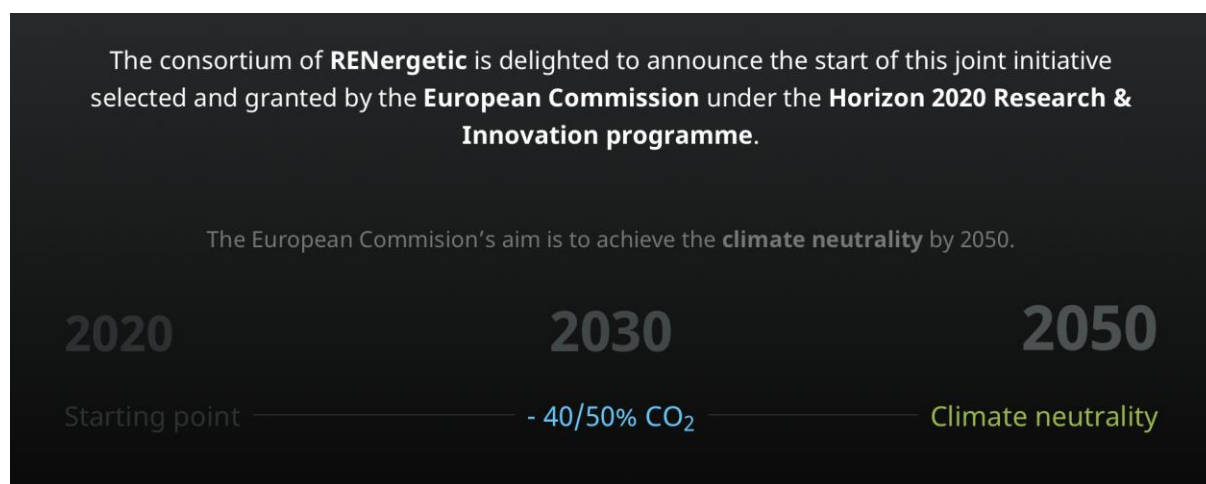 The consortium of RENergetic is delighted to announce the start of this joint initiative
selected and granted by the European Commission under the Horizon 2020 Research &
Innovation programme.
The European Commision’s aim is to achieve the climate neutrality by 2050.
2020 2030 2050
Starting point - 40/50% CO₂ Climate neutrality